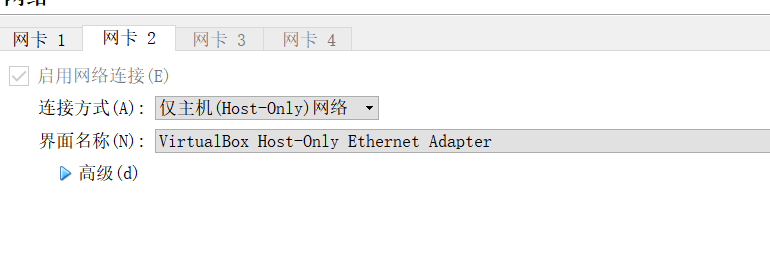 网络
网卡 1 网卡 2 网卡 3 网卡 4
启用网络连接(E)
连接方式(A): 仅主机(Host-Only)网络
界面名称(N): VirtualBox Host-Only Ethernet Adapter
高级(d)